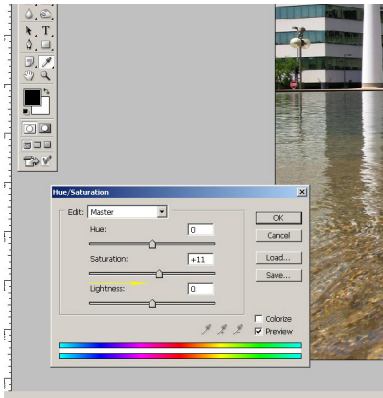 T
Hue/Saturation
Edit: Master
OK
Hue: 0
Cancel
Saturation: +11
Load...
Save...
Lightness: 0
Colorize
Preview